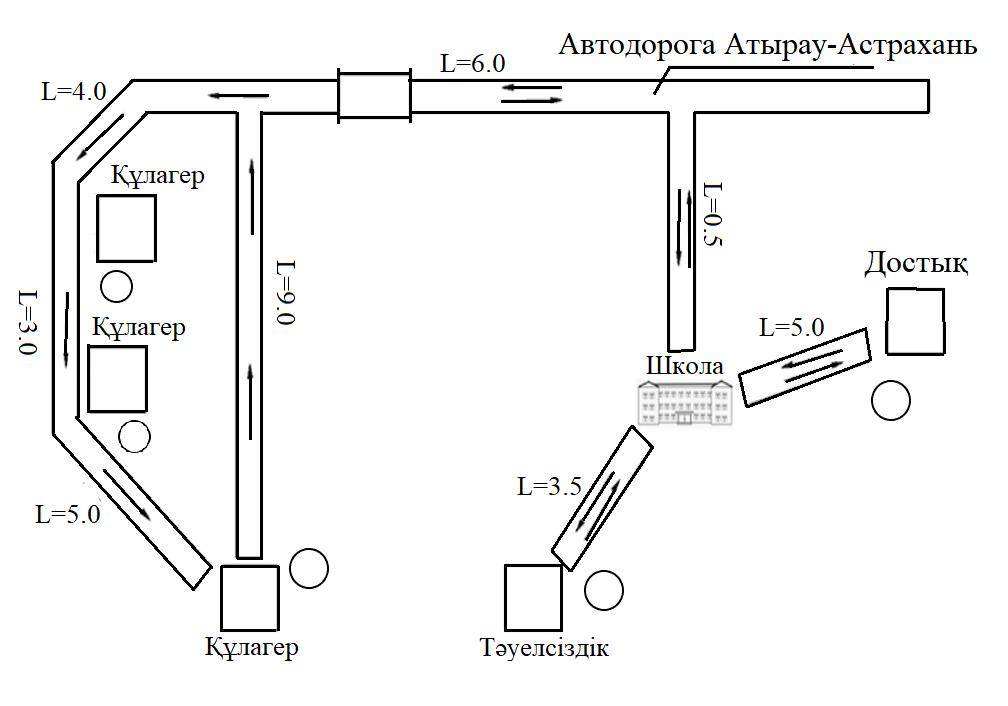 Автодорога Атырау-Астрахань
L=6.0
L=4.0
Құлагер
L=0.5
Достық
L=9.0
L=3.0
Құлагер
L=5.0
Школа
L=3.5
L=5.0
Құлагер
Тәуелсіздік